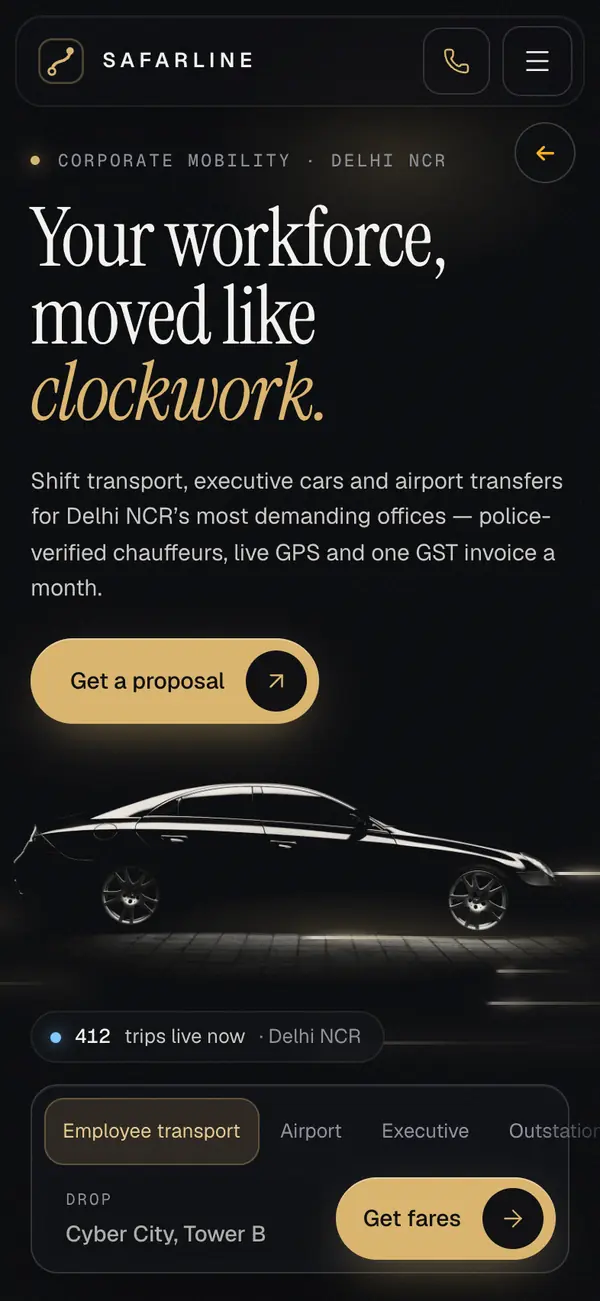 SAFARLINE
CORPORATE MOBILITY · DELHI NCR
Your workforce,
moved like
clockwork.
Shift transport, executive cars and airport transfers
for Delhi NCR’s most demanding offices — police-
verified chauffeurs, live GPS and one GST invoice a
month.
Get a proposal
412 trips live now · Delhi NCR
Employee transport Airport Executive Outstation
DROP
Cyber City, Tower B
Get fares